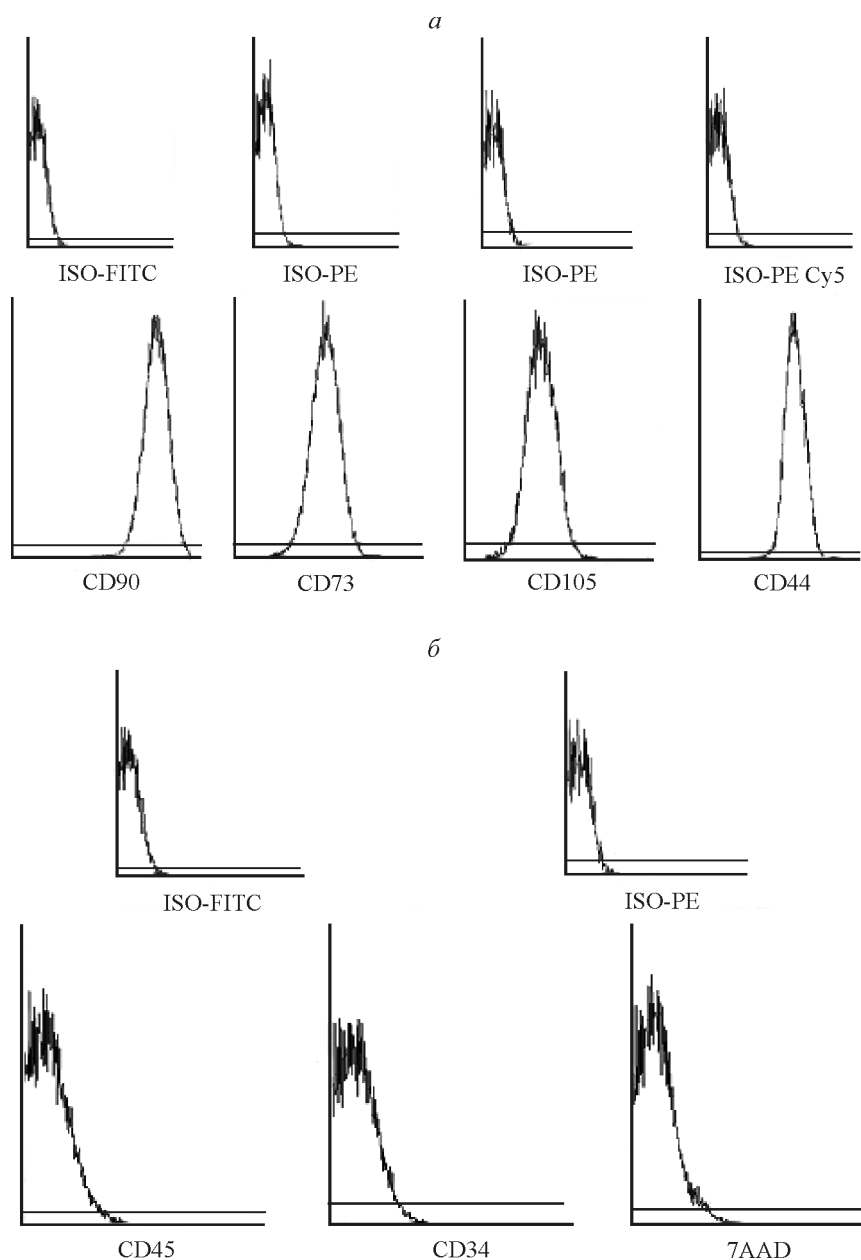 а
ISO-FITC ISO-PE ISO-PE ISO-PE Cy5
CD90 CD73 CD105 CD44
б
ISO-FITC ISO-PE
CD45 CD34 7AAD